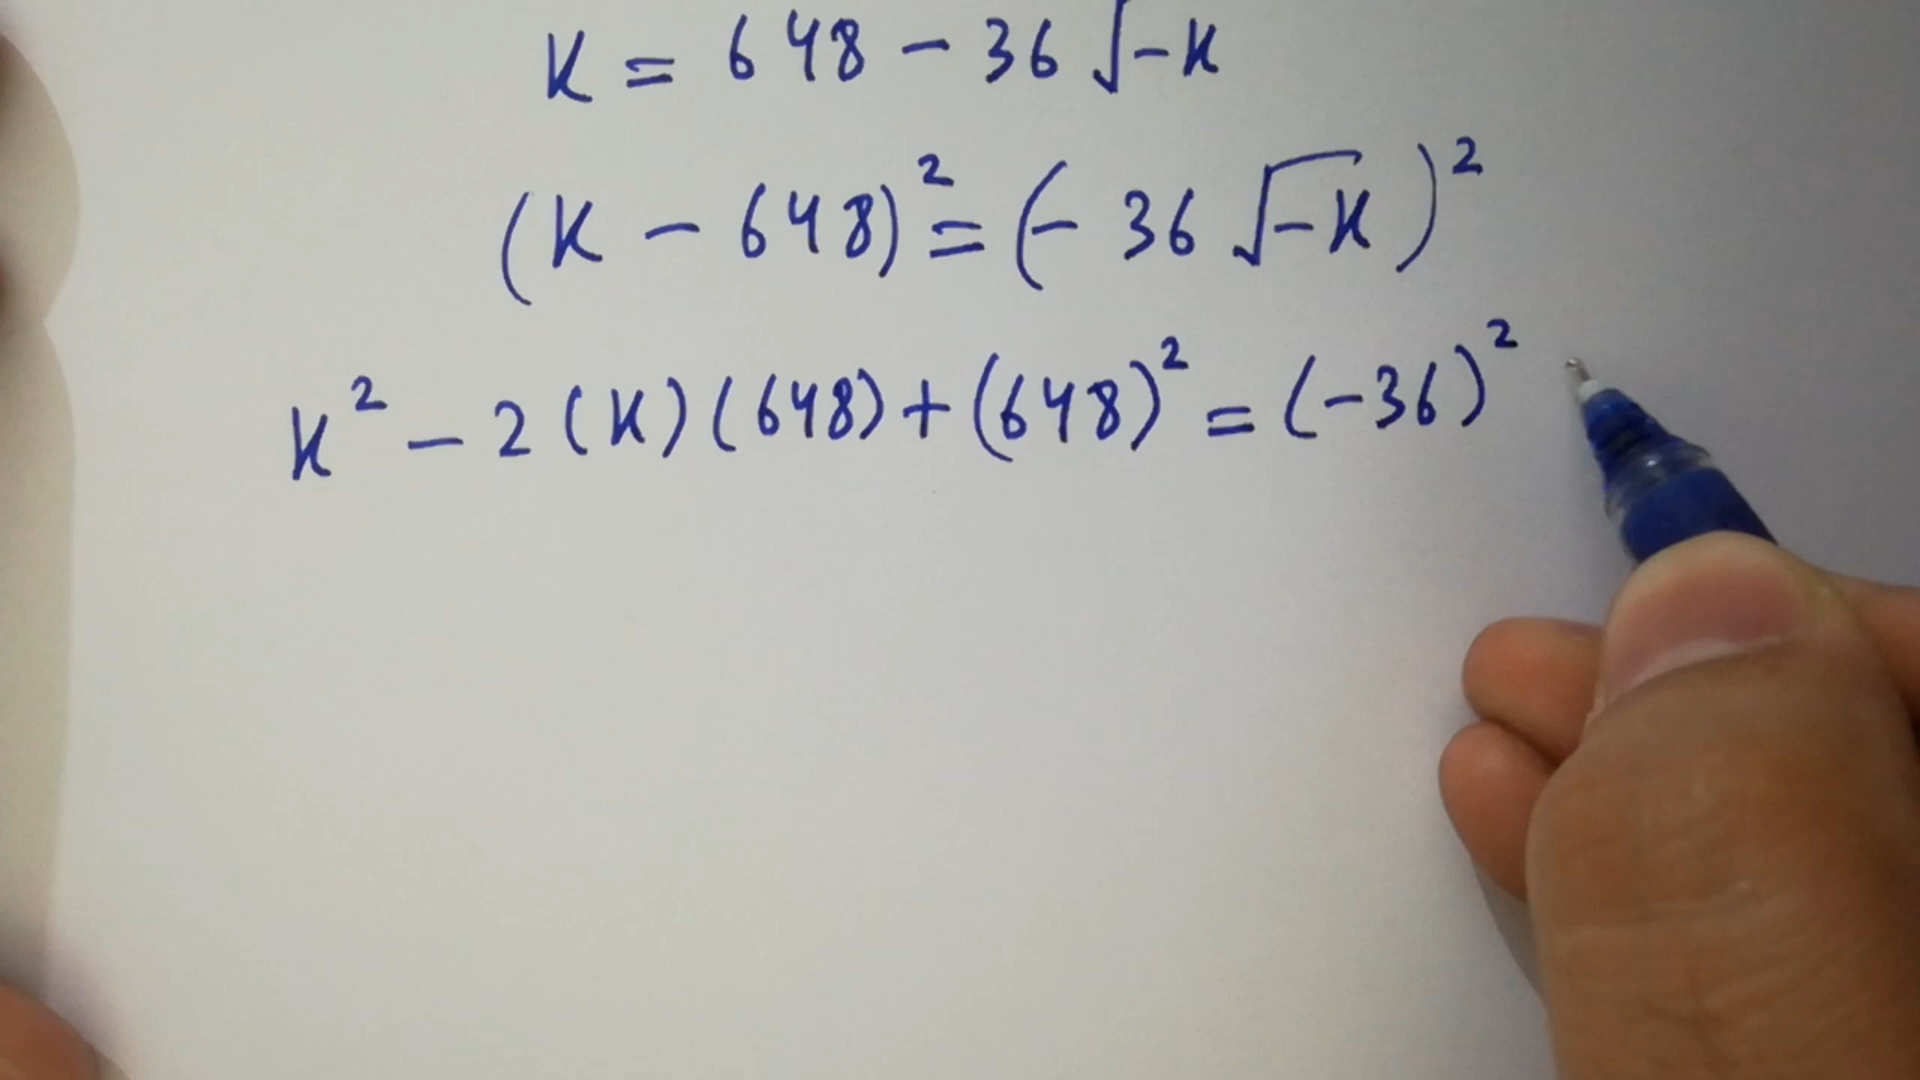 K = 648 - 36 √-K
(K - 648)² = (- 36 √-K)²
K² - 2(K)(648) + (648)² = (-36)²